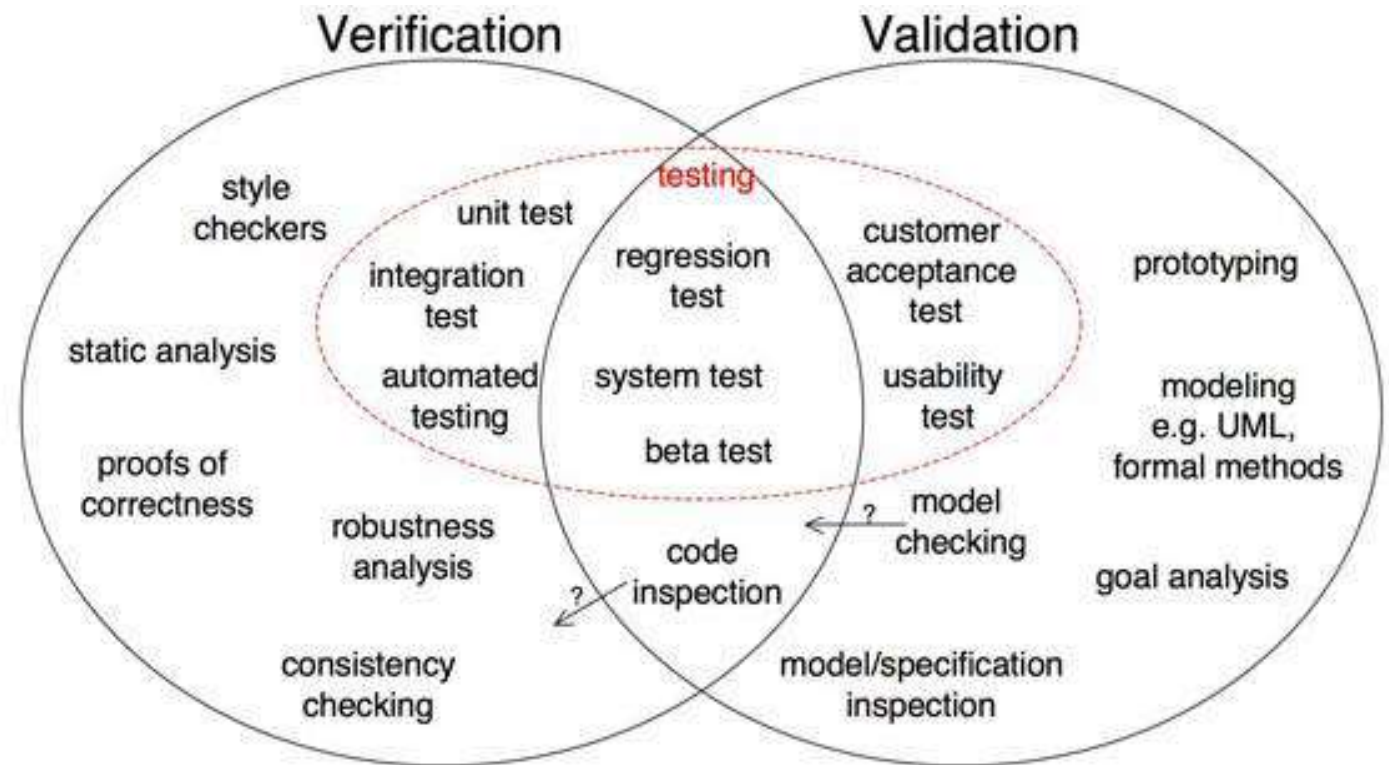 Verification
Validation
testing
style
checkers
unit test
integration
test
automated
testing
static analysis
proofs of
correctness
robustness
analysis
consistency
checking
regression
test
system test
beta test
code
inspection
?
customer
acceptance
test
usability
test
?
model
checking
prototyping
modeling
e.g. UML,
formal methods
goal analysis
model/specification
inspection